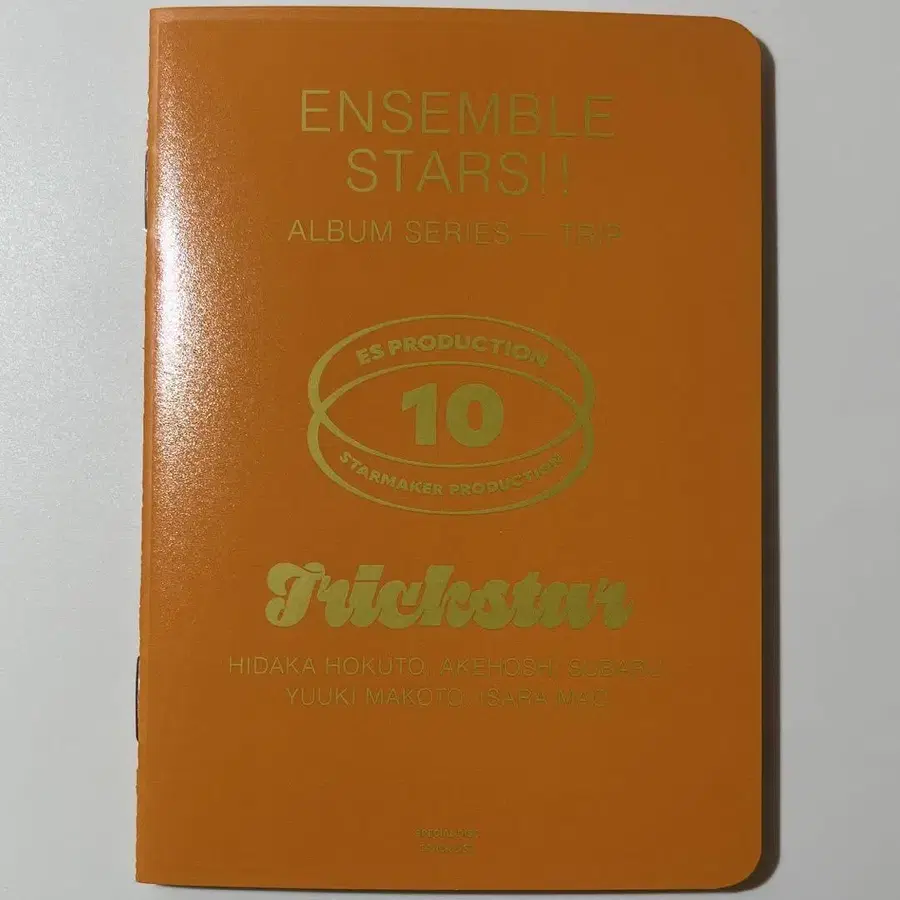 ENSEMBLE
STARS!!
ALBUM SERIES — TRIP
ES PRODUCTION
10
STARMAKER PRODUCTION
Trickstar
HIDAKA HOKUTO, AKEHOSHI SUBARU
YUUKI MAKOTO, ISARA MAO